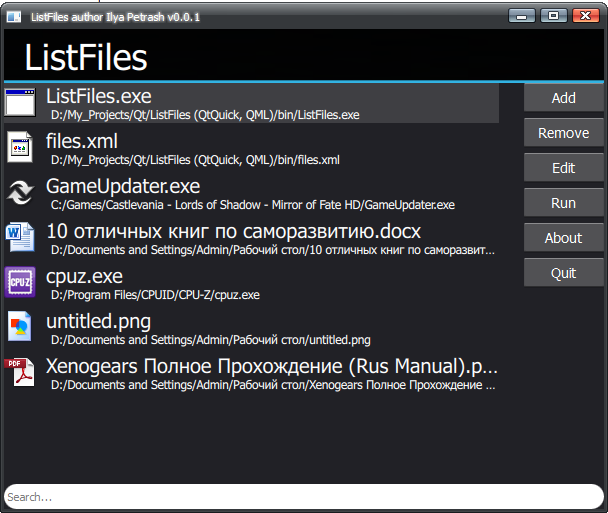 ListFiles author Ilya Petrash v0.0.1
ListFiles
ListFiles.exe
D:/My_Projects/Qt/ListFiles (QtQuick, QML)/bin/ListFiles.exe
files.xml
D:/My_Projects/Qt/ListFiles (QtQuick, QML)/bin/files.xml
GameUpdater.exe
C:/Games/Castlevania - Lords of Shadow - Mirror of Fate HD/GameUpdater.exe
10 отличных книг по саморазвитию.docx
D:/Documents and Settings/Admin/Рабочий стол/10 отличных книг по саморазвит...
CPU-Z
cpuz.exe
D:/Program Files/CPUID/CPU-Z/cpuz.exe
untitled.png
D:/Documents and Settings/Admin/Рабочий стол/untitled.png
PDF
Xenogears Полное Прохождение (Rus Manual).p...
D:/Documents and Settings/Admin/Рабочий стол/Xenogears Полное Прохождение ...
Add
Remove
Edit
Run
About
Quit
Search...